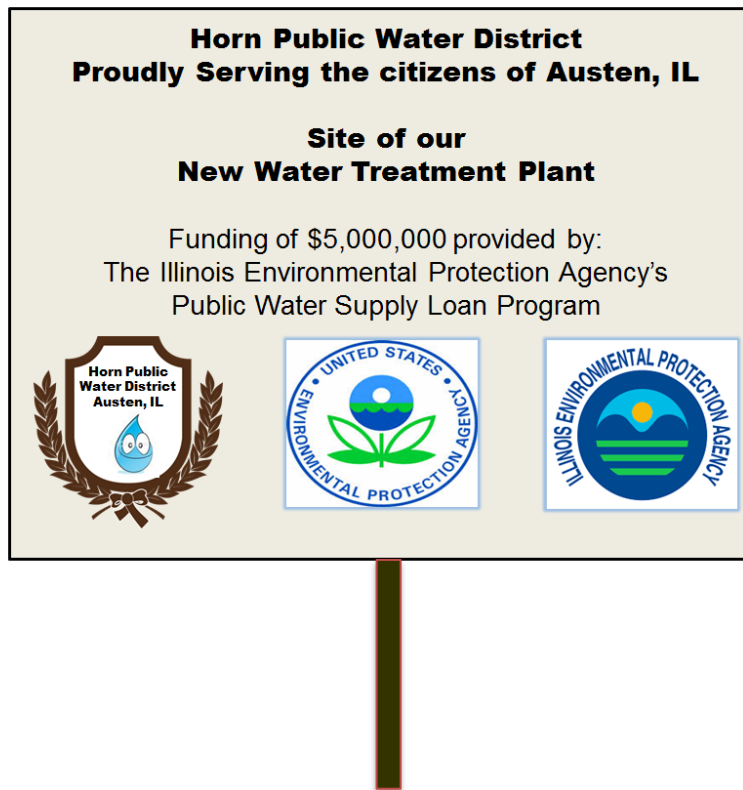 Horn Public Water District
Proudly Serving the citizens of Austen, IL
Site of our
New Water Treatment Plant
Funding of $5,000,000 provided by:
The Illinois Environmental Protection Agency’s
Public Water Supply Loan Program
Horn Public
Water District
Austen, IL
UNITED STATES
ENVIRONMENTAL PROTECTION AGENCY
ILLINOIS ENVIRONMENTAL PROTECTION AGENCY